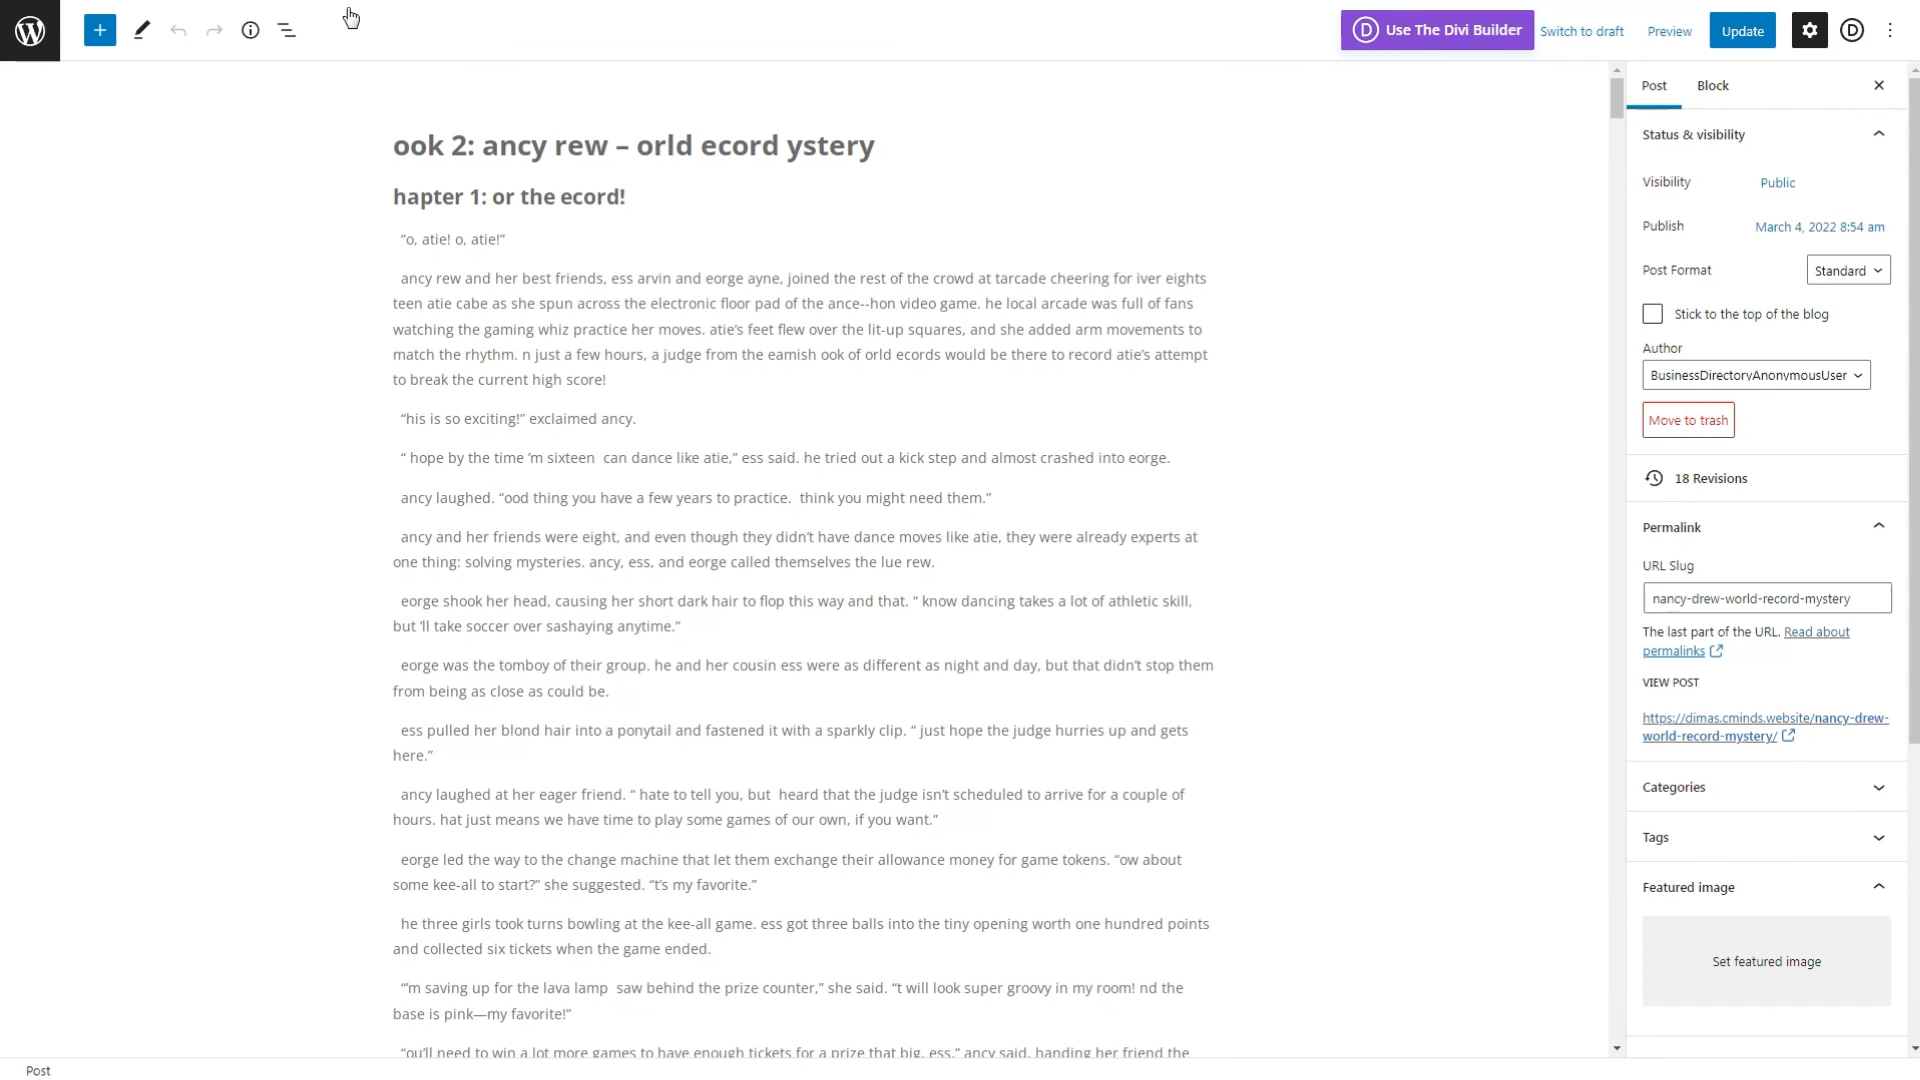 Use The Divi Builder
Switch to draft
Preview
Update
ook 2: ancy rew – orld ecord ystery
hapter 1: or the ecord!
“o, atie! o, atie!”
ancy rew and her best friends, ess arvin and eorge ayne, joined the rest of the crowd at tarcade cheering for iver eights
teen atie cabe as she spun across the electronic floor pad of the ance--hon video game. he local arcade was full of fans
watching the gaming whiz practice her moves. atie’s feet flew over the lit-up squares, and she added arm movements to
match the rhythm. n just a few hours, a judge from the eamish ook of orld ecords would be there to record atie’s attempt
to break the current high score!
“his is so exciting!” exclaimed ancy.
“ hope by the time ’m sixteen  can dance like atie,” ess said. he tried out a kick step and almost crashed into eorge.
ancy laughed. “ood thing you have a few years to practice.  think you might need them.”
ancy and her friends were eight, and even though they didn’t have dance moves like atie, they were already experts at
one thing: solving mysteries. ancy, ess, and eorge called themselves the lue rew.
eorge shook her head, causing her short dark hair to flop this way and that. “ know dancing takes a lot of athletic skill,
but ’ll take soccer over sashaying anytime.”
eorge was the tomboy of their group. he and her cousin ess were as different as night and day, but that didn’t stop them
from being as close as could be.
ess pulled her blond hair into a ponytail and fastened it with a sparkly clip. “ just hope the judge hurries up and gets
here.”
ancy laughed at her eager friend. “ hate to tell you, but  heard that the judge isn’t scheduled to arrive for a couple of
hours. hat just means we have time to play some games of our own, if you want.”
eorge led the way to the change machine that let them exchange their allowance money for game tokens. “ow about
some kee-all to start?” she suggested. “t’s my favorite.”
he three girls took turns bowling at the kee-all game. ess got three balls into the tiny opening worth one hundred points
and collected six tickets when the game ended.
“’m saving up for the lava lamp  saw behind the prize counter,” she said. “t will look super groovy in my room! nd the
base is pink—my favorite!”
“ou’ll need to win a lot more games to have enough tickets for a prize that big, ess,” ancy said, handing her friend the
Post
Block
Status & visibility
Visibility
Public
Publish
March 4, 2022 8:54 am
Post Format
Standard
Stick to the top of the blog
Author
BusinessDirectoryAnonymousUser
Move to trash
18 Revisions
Permalink
URL Slug
nancy-drew-world-record-mystery
The last part of the URL. Read about
permalinks
VIEW POST
https://dimas.cminds.website/nancy-drew-
world-record-mystery/
Categories
Tags
Featured image
Set featured image
Post